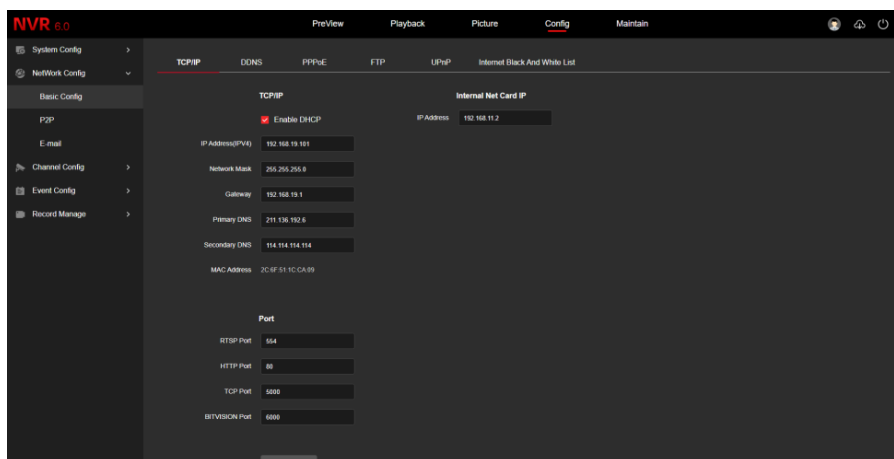 NVR 6.0
PreView Playback Picture Config Maintain
System Config
NetWork Config
Basic Config
P2P
E-mail
Channel Config
Event Config
Record Manage
TCP/IP DDNS PPPoE FTP UPnP Internet Black And White List
TCP/IP
Enable DHCP
IP Address(IPV4) 192.168.19.101
Network Mask 255.255.255.0
Gateway 192.168.19.1
Primary DNS 211.136.192.6
Secondary DNS 114.114.114.114
MAC Address 2C:6F:51:1C:CA:89
Internal Net Card IP
IP Address 192.168.11.2
Port
RTSP Port 554
HTTP Port 80
TCP Port 5000
BITVISION Port 6000